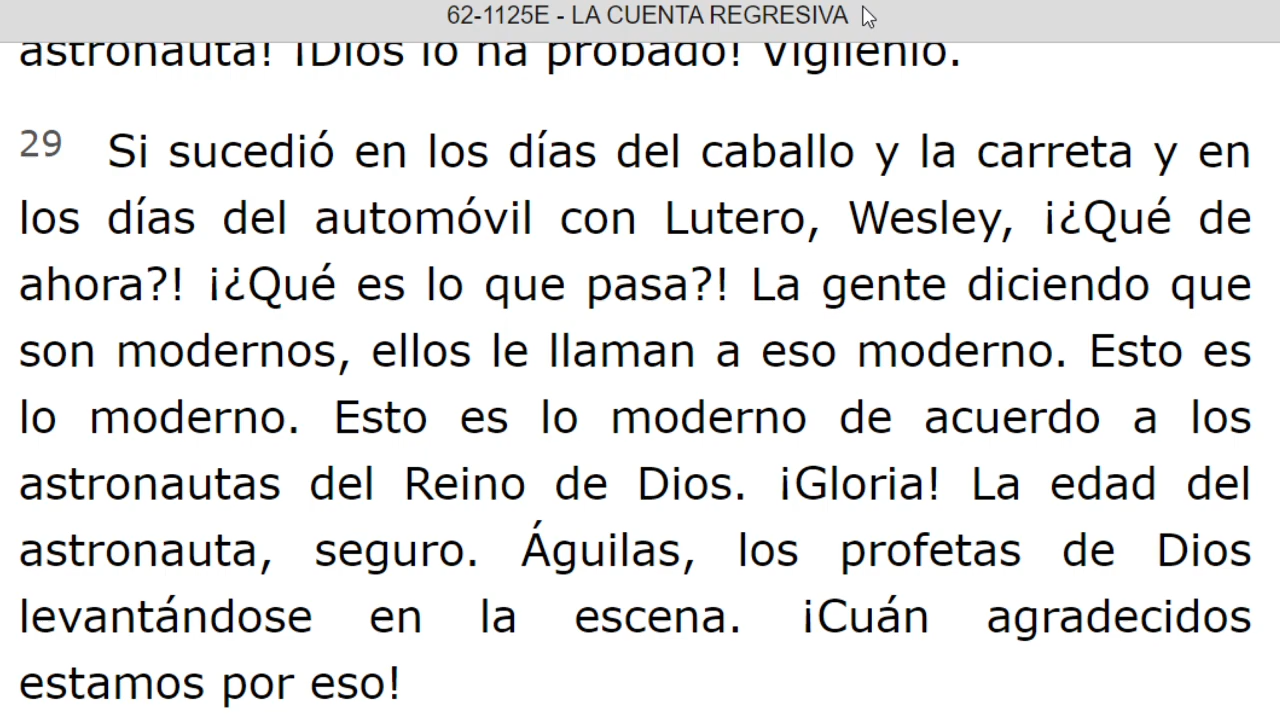 62-1125E - LA CUENTA REGRESIVA
astronauta! ¡Dios lo ha probado! Vigílenlo.
29 Si sucedió en los días del caballo y la carreta y en
los días del automóvil con Lutero, Wesley, ¡¿Qué de
ahora?! ¡¿Qué es lo que pasa?! La gente diciendo que
son modernos, ellos le llaman a eso moderno. Esto es
lo moderno. Esto es lo moderno de acuerdo a los
astronautas del Reino de Dios. ¡Gloria! La edad del
astronauta, seguro. Águilas, los profetas de Dios
levantándose en la escena. ¡Cuán agradecidos
estamos por eso!